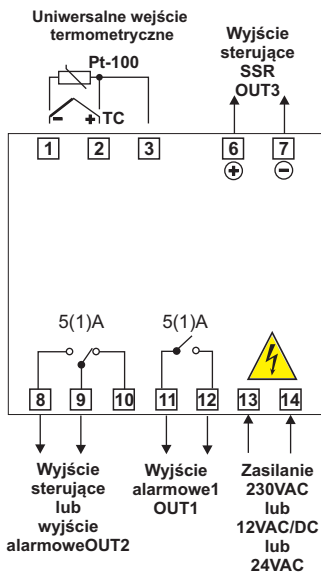 Uniwersalne wejście
termometryczne
Pt-100
- + TC
1 2 3
Wyjście
sterujące
SSR
OUT3
6 7
+ -
5(1)A 5(1)A
8 9 10 11 12 13 14
Wyjście
sterujące
lub
wyjście
alarmoweOUT2
Wyjście
alarmowe1
OUT1
Zasilanie
230VAC
lub
12VAC/DC
lub
24VAC